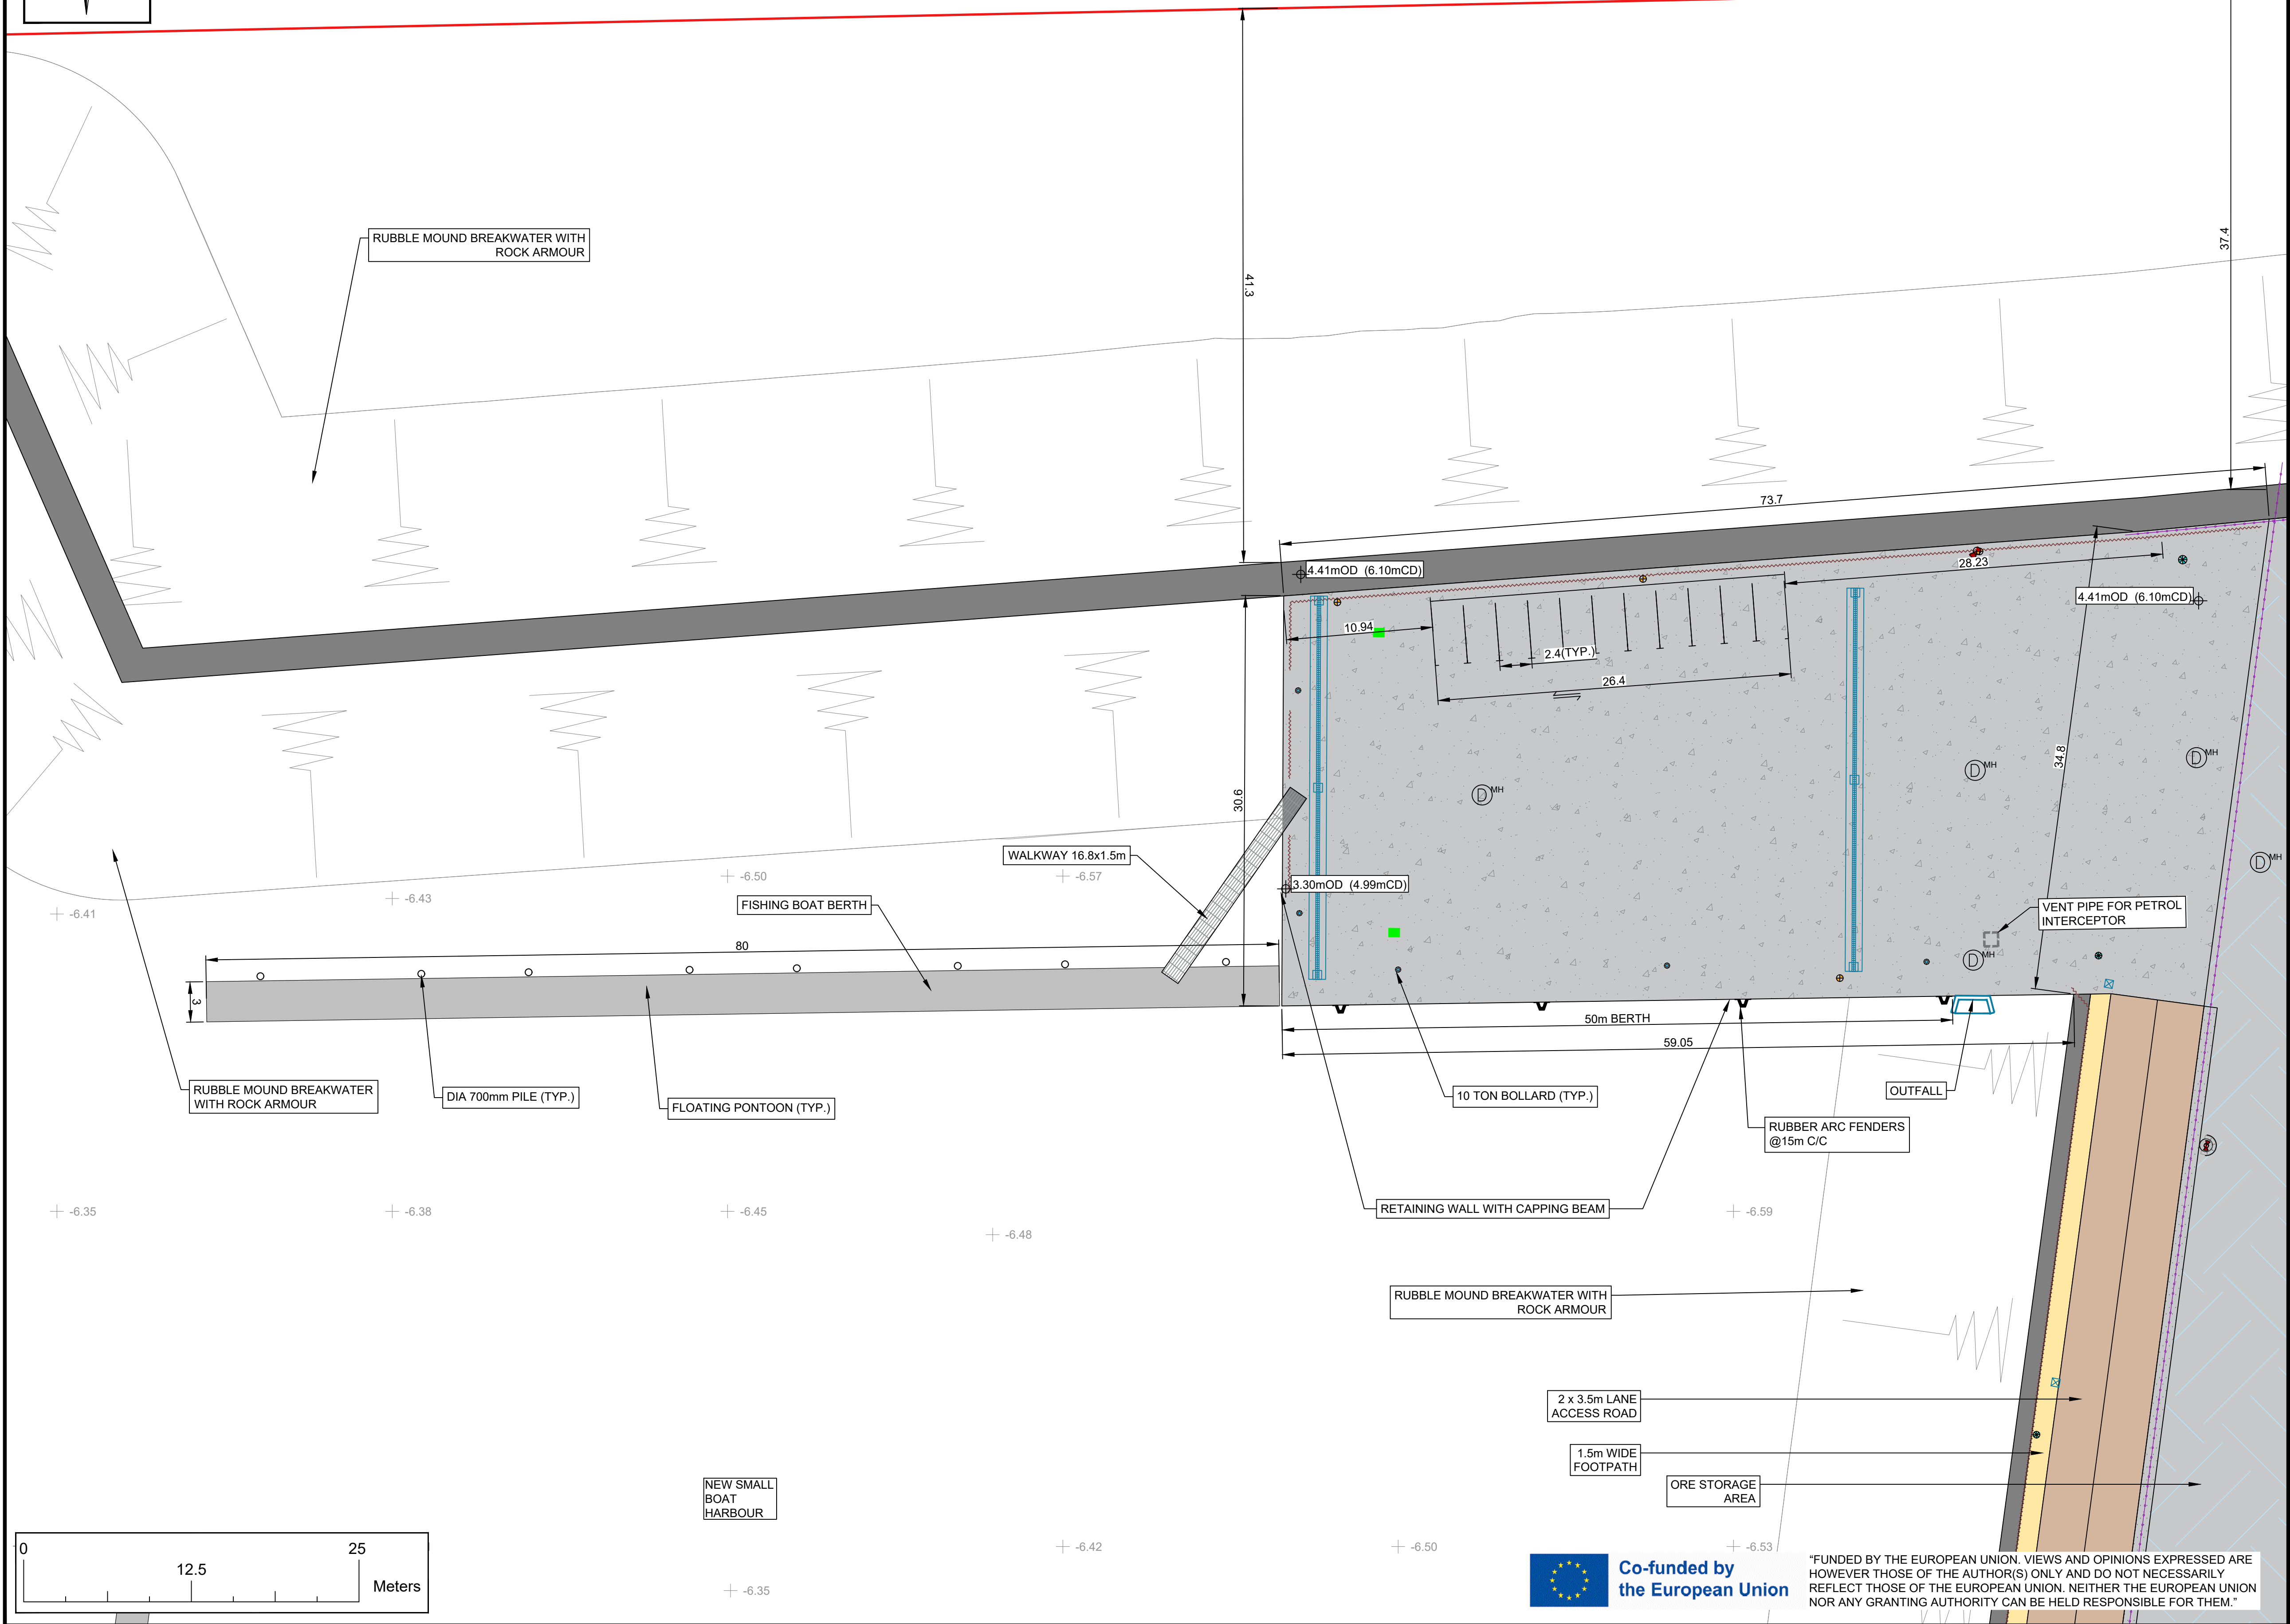 RUBBLE MOUND BREAKWATER WITH
ROCK ARMOUR
41.3
37.4
73.7
4.41mOD (6.10mCD)
28.23
4.41mOD (6.10mCD)
10.94
2.4(TYP.)
26.4
34.8
MH
MH
MH
D
D
D
30.6
WALKWAY 16.8x1.5m
D
MH
-6.50
-6.57
3.30mOD (4.99mCD)
-6.43
-6.41
FISHING BOAT BERTH
VENT PIPE FOR PETROL
INTERCEPTOR
80
D
MH
3
50m BERTH
59.05
RUBBLE MOUND BREAKWATER
WITH ROCK ARMOUR
DIA 700mm PILE (TYP.)
FLOATING PONTOON (TYP.)
10 TON BOLLARD (TYP.)
OUTFALL
RUBBER ARC FENDERS
@15m C/C
RETAINING WALL WITH CAPPING BEAM
-6.35
-6.38
-6.45
-6.48
-6.59
RUBBLE MOUND BREAKWATER WITH
ROCK ARMOUR
2 x 3.5m LANE
ACCESS ROAD
1.5m WIDE
FOOTPATH
ORE STORAGE
AREA
NEW SMALL
BOAT
HARBOUR
-6.42
-6.50
-6.53
-6.35
0
12.5
25
Meters
Co-funded by
the European Union
“FUNDED BY THE EUROPEAN UNION. VIEWS AND OPINIONS EXPRESSED ARE
HOWEVER THOSE OF THE AUTHOR(S) ONLY AND DO NOT NECESSARILY
REFLECT THOSE OF THE EUROPEAN UNION. NEITHER THE EUROPEAN UNION
NOR ANY GRANTING AUTHORITY CAN BE HELD RESPONSIBLE FOR THEM.”